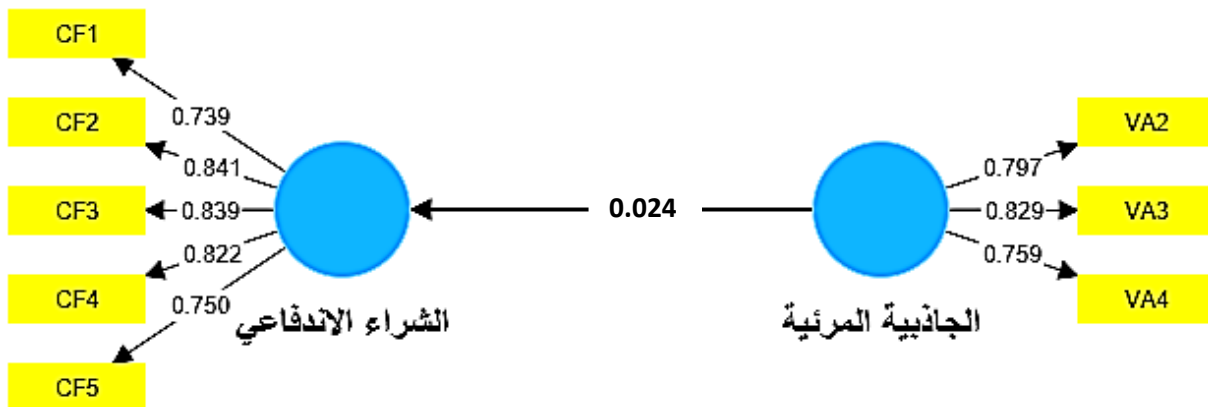 CF1
0.739
CF2
0.841
CF3
0.839
CF4
0.822
CF5
0.750
الشراء الاندفاعي
0.024
الجاذبية المرئية
0.797
VA2
0.829
VA3
0.759
VA4